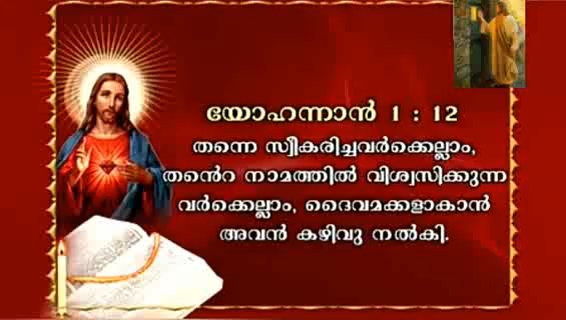 യോഹന്നാൻ 1 : 12
തന്നെ സ്വീകരിച്ചവർക്കെല്ലാം,
തൻെറ നാമത്തിൽ വിശ്വസിക്കുന്ന
വർക്കെല്ലാം, ദൈവമക്കളാകാൻ
അവൻ കഴിവു നൽകി.